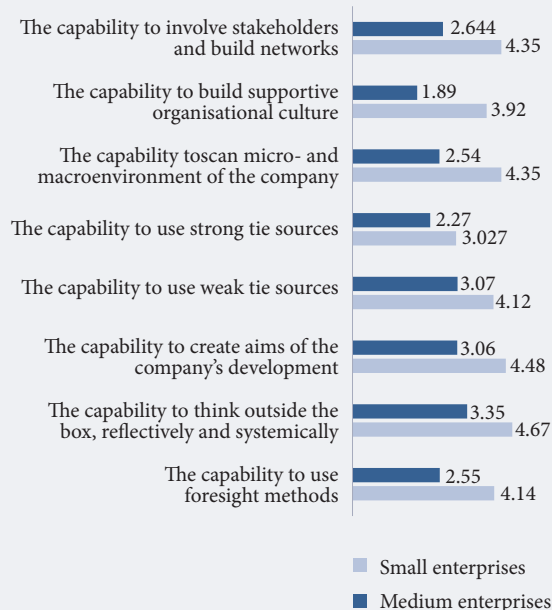 The capability to involve stakeholders
and build networks
2.644
4.35
The capability to build supportive
organisational culture
1.89
3.92
The capability toscan micro- and
macroenvironment of the company
2.54
4.35
The capability to use strong tie sources
2.27
3.027
The capability to use weak tie sources
3.07
4.12
The capability to create aims of the
company’s development
3.06
4.48
The capability to think outside the
box, reflectively and systemically
3.35
4.67
The capability to use
foresight methods
2.55
4.14
Small enterprises
Medium enterprises